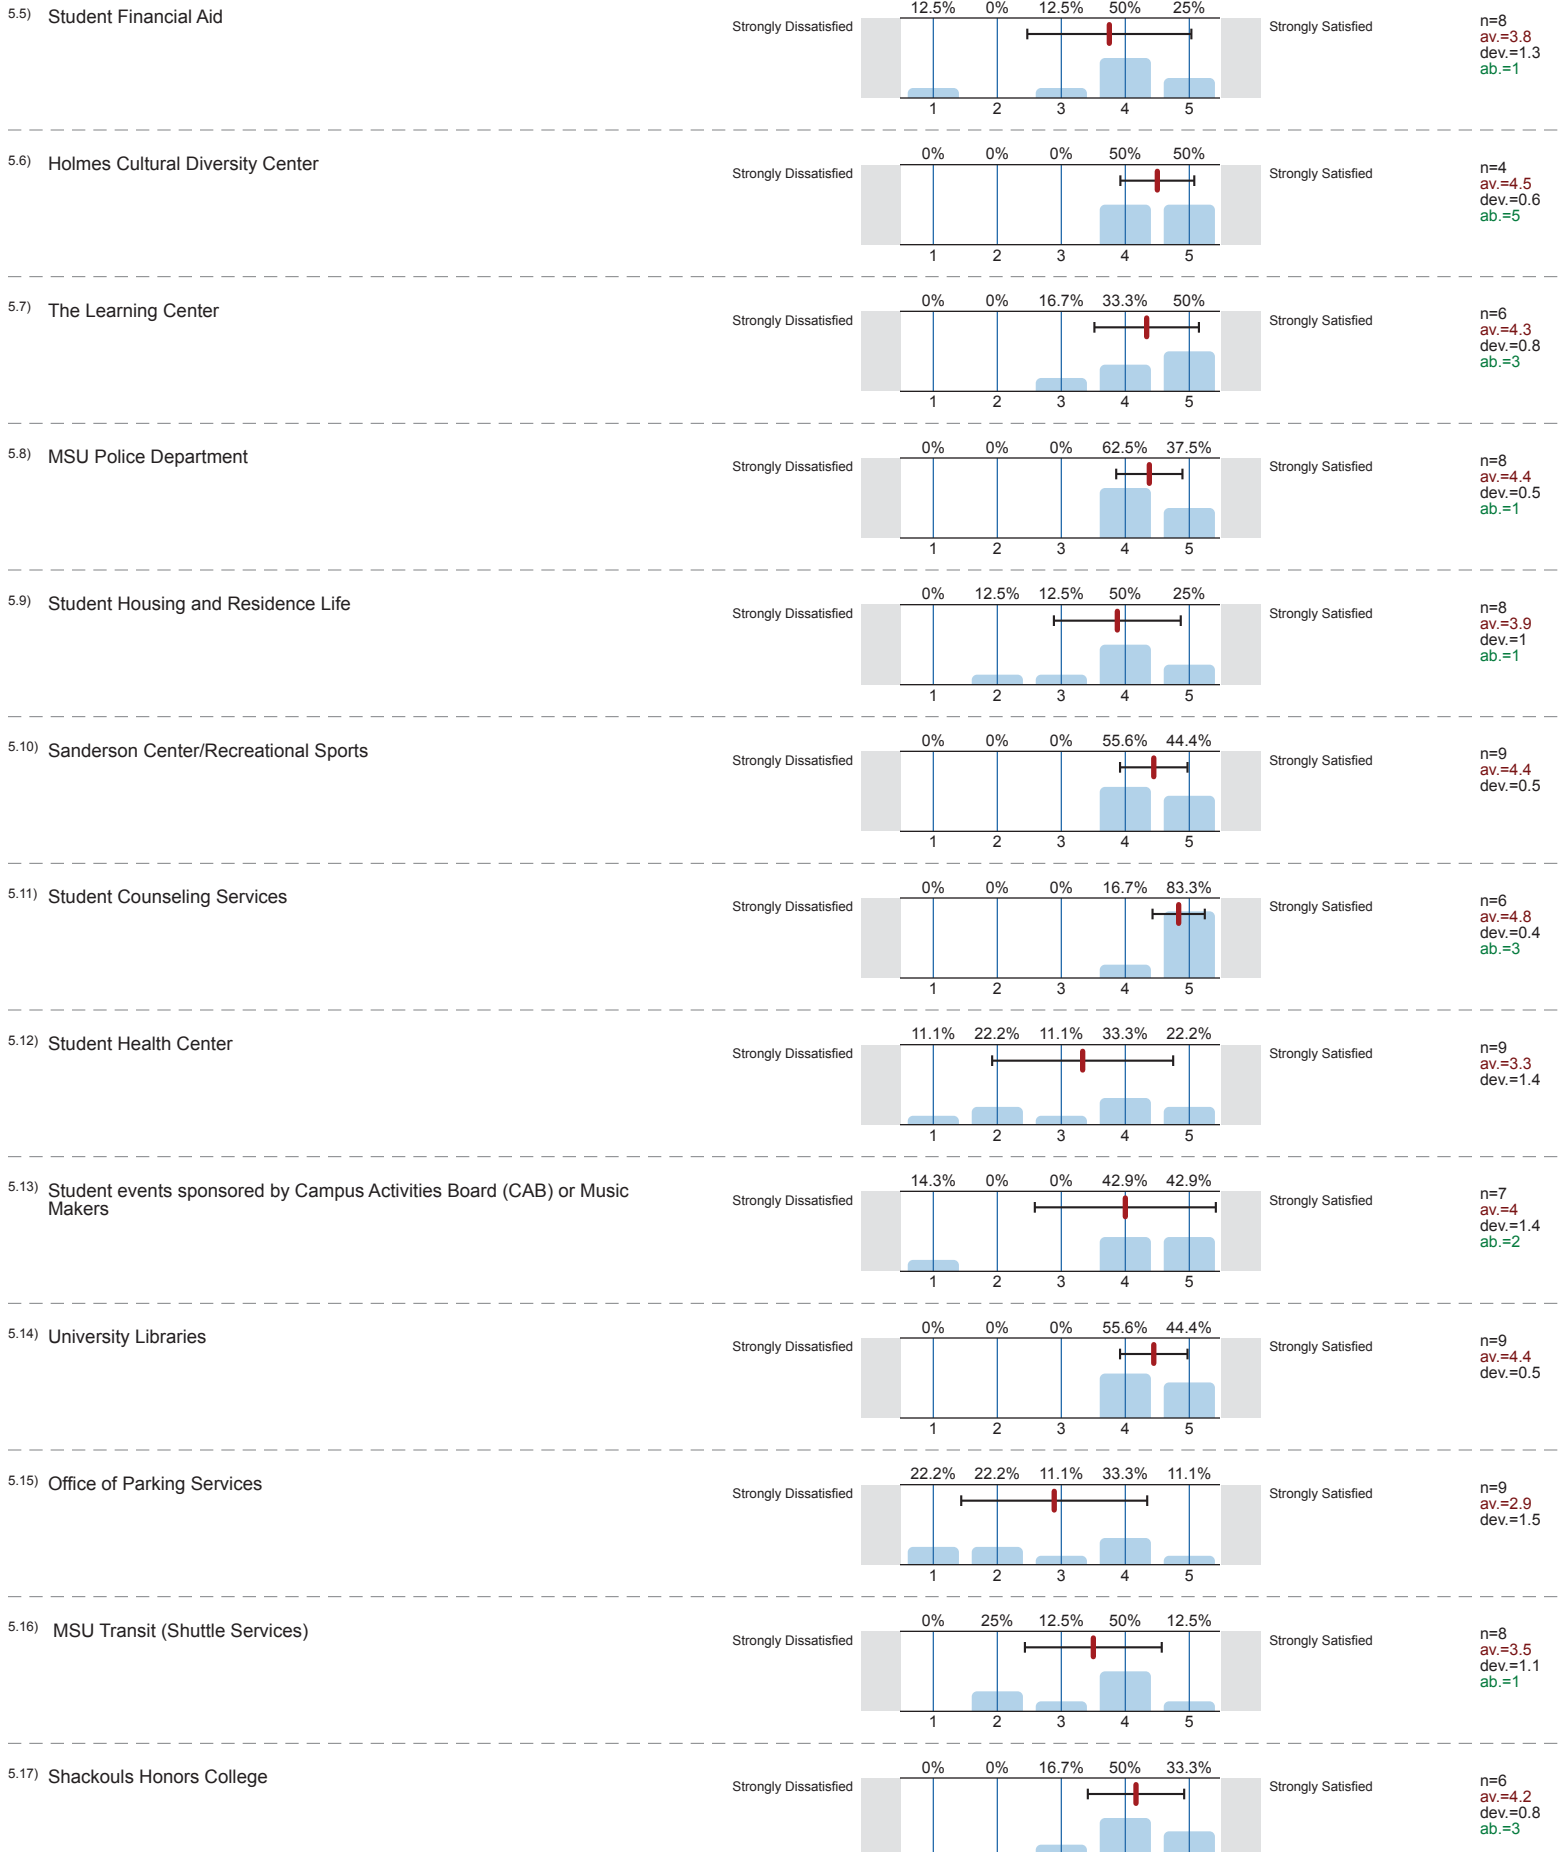 5.5) Student Financial Aid
12.5% 0% 12.5% 50% 25%
Strongly Dissatisfied Strongly Satisfied
n=8
av.=3.8
dev.=1.3
ab.=1
1 2 3 4 5
5.6) Holmes Cultural Diversity Center
0% 0% 0% 50% 50%
Strongly Dissatisfied Strongly Satisfied
n=4
av.=4.5
dev.=0.6
ab.=5
1 2 3 4 5
5.7) The Learning Center
0% 0% 16.7% 33.3% 50%
Strongly Dissatisfied Strongly Satisfied
n=6
av.=4.3
dev.=0.8
ab.=3
1 2 3 4 5
5.8) MSU Police Department
0% 0% 0% 62.5% 37.5%
Strongly Dissatisfied Strongly Satisfied
n=8
av.=4.4
dev.=0.5
ab.=1
1 2 3 4 5
5.9) Student Housing and Residence Life
0% 12.5% 12.5% 50% 25%
Strongly Dissatisfied Strongly Satisfied
n=8
av.=3.9
dev.=1
ab.=1
1 2 3 4 5
5.10) Sanderson Center/Recreational Sports
0% 0% 0% 55.6% 44.4%
Strongly Dissatisfied Strongly Satisfied
n=9
av.=4.4
dev.=0.5
1 2 3 4 5
5.11) Student Counseling Services
0% 0% 0% 16.7% 83.3%
Strongly Dissatisfied Strongly Satisfied
n=6
av.=4.8
dev.=0.4
ab.=3
1 2 3 4 5
5.12) Student Health Center
11.1% 22.2% 11.1% 33.3% 22.2%
Strongly Dissatisfied Strongly Satisfied
n=9
av.=3.3
dev.=1.4
1 2 3 4 5
5.13) Student events sponsored by Campus Activities Board (CAB) or Music
Makers
14.3% 0% 0% 42.9% 42.9%
Strongly Dissatisfied Strongly Satisfied
n=7
av.=4
dev.=1.4
ab.=2
1 2 3 4 5
5.14) University Libraries
0% 0% 0% 55.6% 44.4%
Strongly Dissatisfied Strongly Satisfied
n=9
av.=4.4
dev.=0.5
1 2 3 4 5
5.15) Office of Parking Services
22.2% 22.2% 11.1% 33.3% 11.1%
Strongly Dissatisfied Strongly Satisfied
n=9
av.=2.9
dev.=1.5
1 2 3 4 5
5.16) MSU Transit (Shuttle Services)
0% 25% 12.5% 50% 12.5%
Strongly Dissatisfied Strongly Satisfied
n=8
av.=3.5
dev.=1.1
ab.=1
1 2 3 4 5
5.17) Shackouls Honors College
0% 0% 16.7% 50% 33.3%
Strongly Dissatisfied Strongly Satisfied
n=6
av.=4.2
dev.=0.8
ab.=3